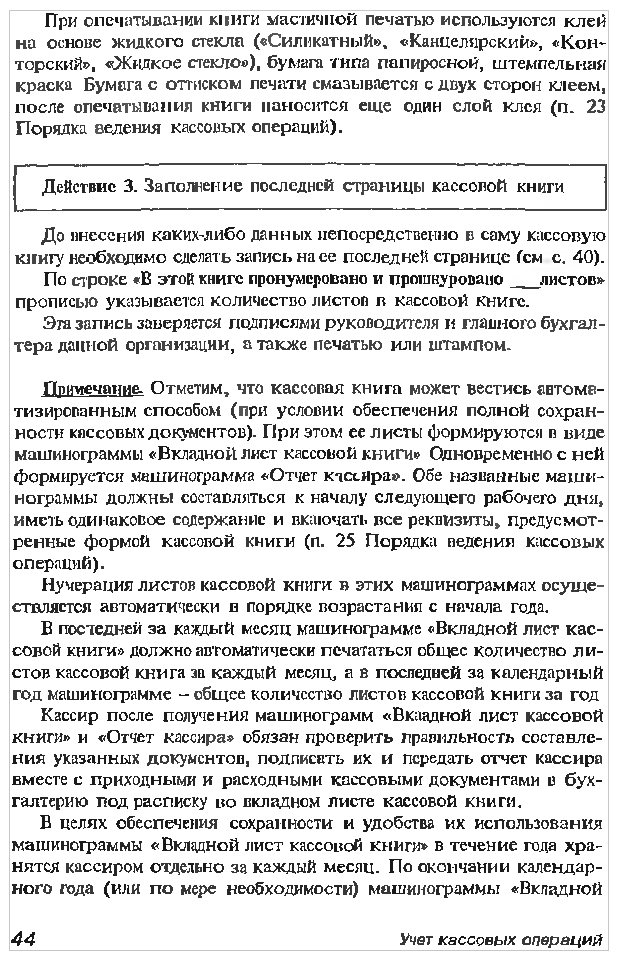 При опечатывании книги мастичной печатью используются клей
на основе жидкого стекла («Силикатный», «Канцелярский», «Кон-
торский», «Жидкое стекло»), бумага типа папиросной, штемпельная
краска Бумага с оттиском печати смазывается с двух сторон клеем,
после опечатывания книги наносится еще один слой клея (п. 23
Порядка ведения кассовых операций).
Действие 3. Заполнение последней страницы кассовой книги
До внесения каких-либо данных непосредственно в саму кассовую
книгу необходимо сделать запись на ее последней странице (см с. 40).
По строке «В этой книге пронумеровано и прошнуровано ___листов»
прописью указывается количество листов в кассовой книге.
Эта запись заверяется подписями руководителя и главного бухгал-
тера данной организации, а также печатью или штампом.
Примечание. Отметим, что кассовая книга может вестись автома-
тизированным способом (при условии обеспечения полной сохран-
ности кассовых документов). При этом ее листы формируются в виде
машинограммы «Вкладной лист кассовой книги» Одновременно с ней
формируется машинограмма «Отчет кассира». Обе названные маши-
нограммы должны составляться к началу следующего рабочего дня,
иметь одинаковое содержание и включать все реквизиты, предусмот-
ренные формой кассовой книги (п. 25 Порядка ведения кассовых
операций).
Нумерация листов кассовой книги в этих машинограммах осуще-
ствляется автоматически в порядке возрастания с начала года.
В последней за каждый месяц машинограмме «Вкладной лист кас-
совой книги» должно автоматически печататься общее количество ли-
стов кассовой книга за каждый месяц, а в последней за календарный
год машинограмме – общее количество листов кассовой книги за год
Кассир после получения машинограмм «Вкладной лист кассовой
книги» и «Отчет кассира» обязан проверить правильность составле-
ния указанных документов, подписать их и передать отчет кассира
вместе с приходными и расходными кассовыми документами в бух-
галтерию под расписку во вкладном листе кассовой книги.
В целях обеспечения сохранности и удобства их использования
машинограммы «Вкладной лист кассовой книги» в течение года хра-
нятся кассиром отдельно за каждый месяц. По окончании календар-
ного года (или по мере необходимости) машинограммы «Вкладной
44 Учет кассовых операций